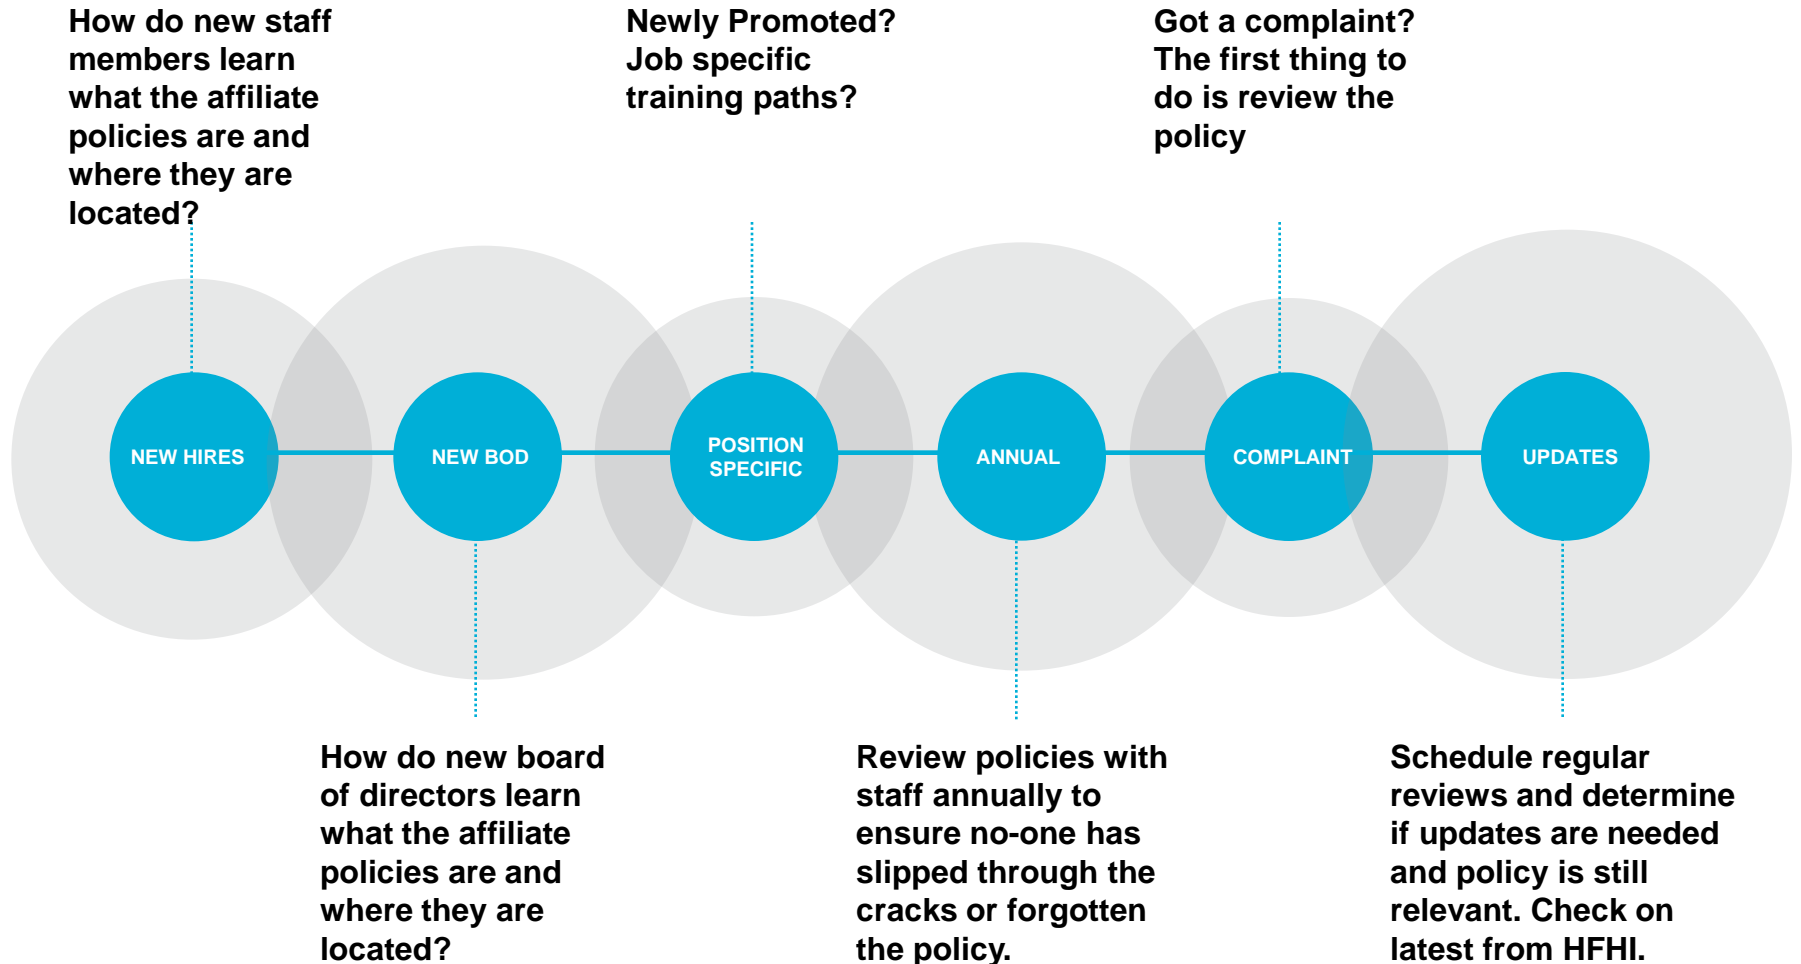 How do new staff
members learn
what the affiliate
policies are and
where they are
located?
Newly Promoted?
Job specific
training paths?
Got a complaint?
The first thing to
do is review the
policy
NEW HIRES
NEW BOD
POSITION
SPECIFIC
ANNUAL
COMPLAINT
UPDATES
How do new board
of directors learn
what the affiliate
policies are and
where they are
located?
Review policies with
staff annually to
ensure no-one has
slipped through the
cracks or forgotten
the policy.
Schedule regular
reviews and determine
if updates are needed
and policy is still
relevant. Check on
latest from HFHI.